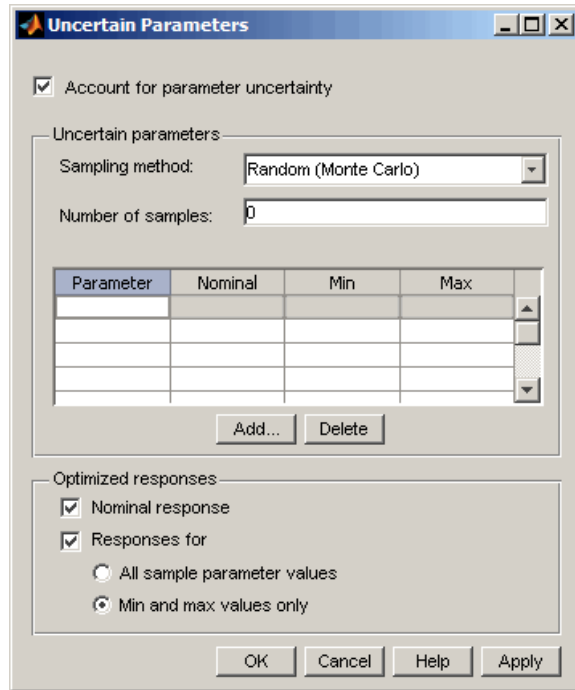 Uncertain Parameters
Account for parameter uncertainty
Uncertain parameters
Sampling method: Random (Monte Carlo)
Number of samples: 0
Parameter Nominal Min Max
Add... Delete
Optimized responses
Nominal response
Responses for
All sample parameter values
Min and max values only
OK Cancel Help Apply